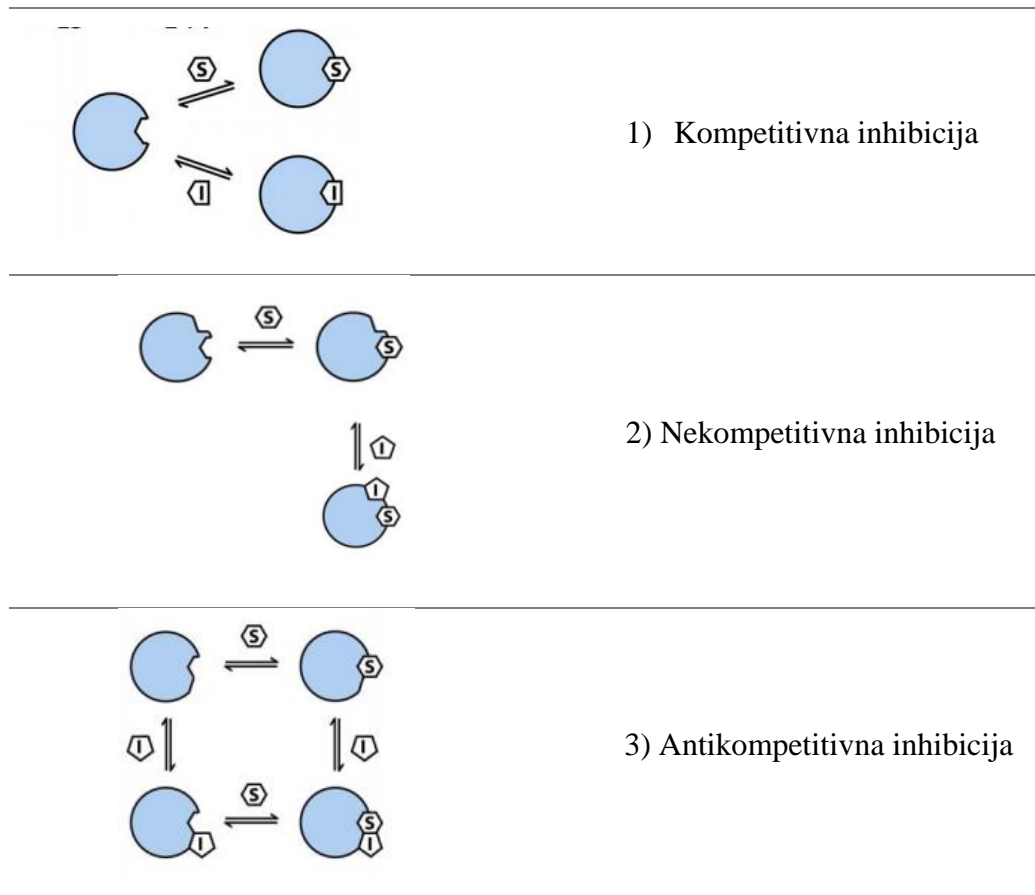 S
S
I
I
1) Kompetitivna inhibicija
S
S
I
I
S
2) Nekompetitivna inhibicija
S
S
I
I
3) Antikompetitivna inhibicija
S
S
I
I